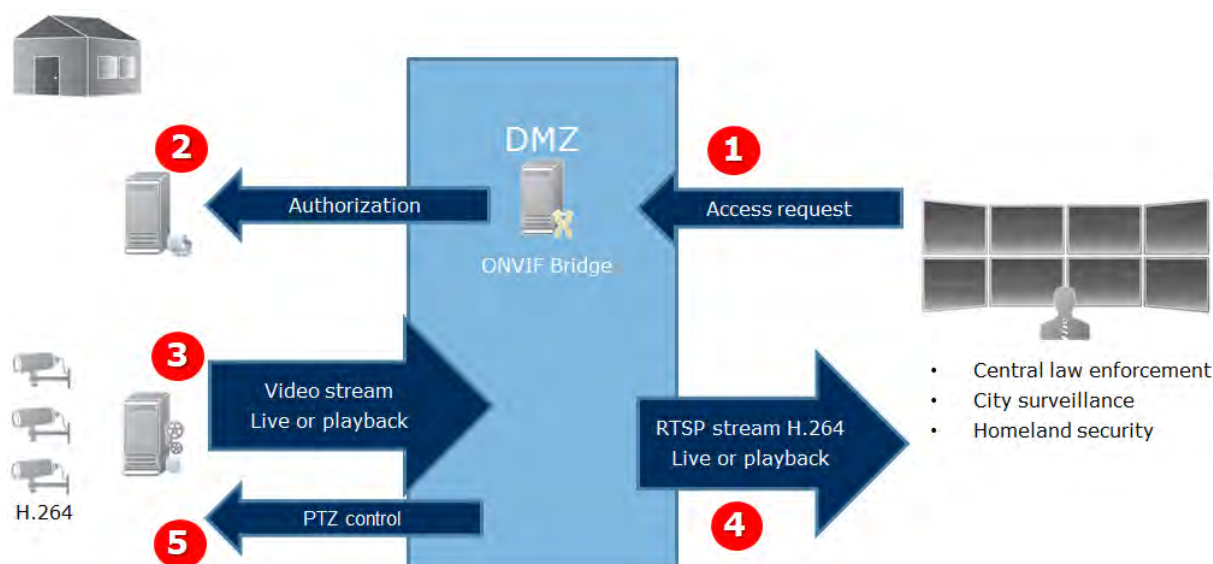 DMZ
ONVIF Bridge
1
Access request
2
Authorization
3
Video stream
Live or playback
H.264
RTSP stream H.264
Live or playback
4
5
PTZ control
• Central law enforcement
• City surveillance
• Homeland security